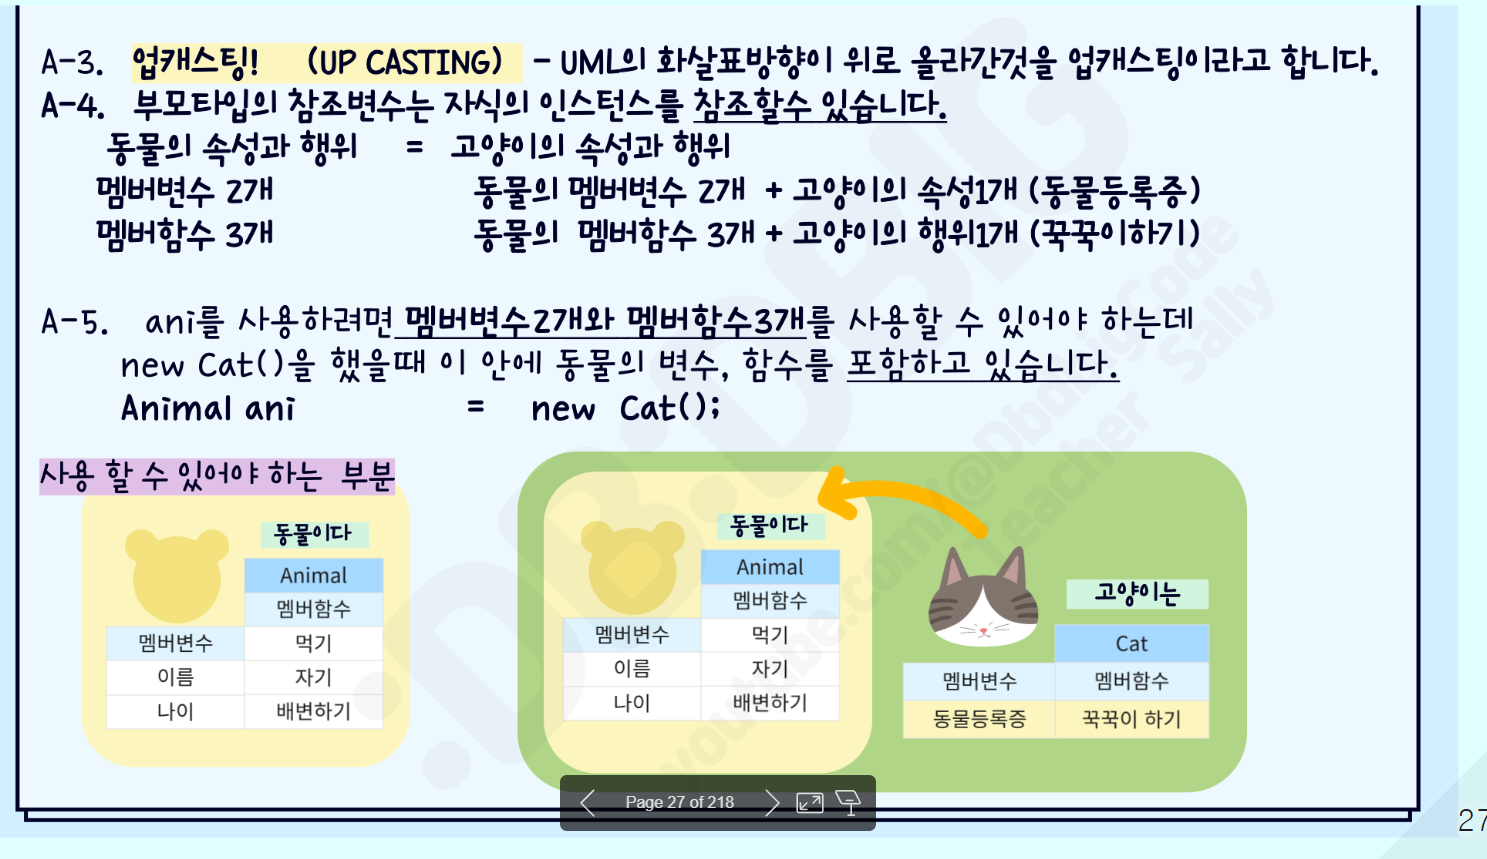 A-3. 업캐스팅! (UP CASTING) - UML의 화살표방향이 위로 올라간것을 업캐스팅이라고 합니다.
A-4. 부모타입의 참조변수는 자식의 인스턴스를 참조할수 있습니다.
동물의 속성과 행위 = 고양이의 속성과 행위
멤버변수 2개 동물의 멤버변수 2개 + 고양이의 속성1개 (동물등록증)
멤버함수 3개 동물의 멤버함수 3개 + 고양이의 행위1개 (꾹꾹이하기)
A-5. ani를 사용하려면 멤버변수2개와 멤버함수3개를 사용할 수 있어야 하는데
new Cat()을 했을때 이 안에 동물의 변수, 함수를 포함하고 있습니다.
Animal ani = new Cat();
사용 할 수 있어야 하는 부분
동물이다
Animal
멤버함수
멤버변수 먹기
이름 자기
나이 배변하기
동물이다
Animal
멤버함수
멤버변수 먹기
이름 자기
나이 배변하기
고양이는
Cat
멤버변수 멤버함수
동물등록증 꾹꾹이 하기
Page 27 of 218
27
DB.DBIG
youtube.com/@DbdbigCode
Teacher Sally